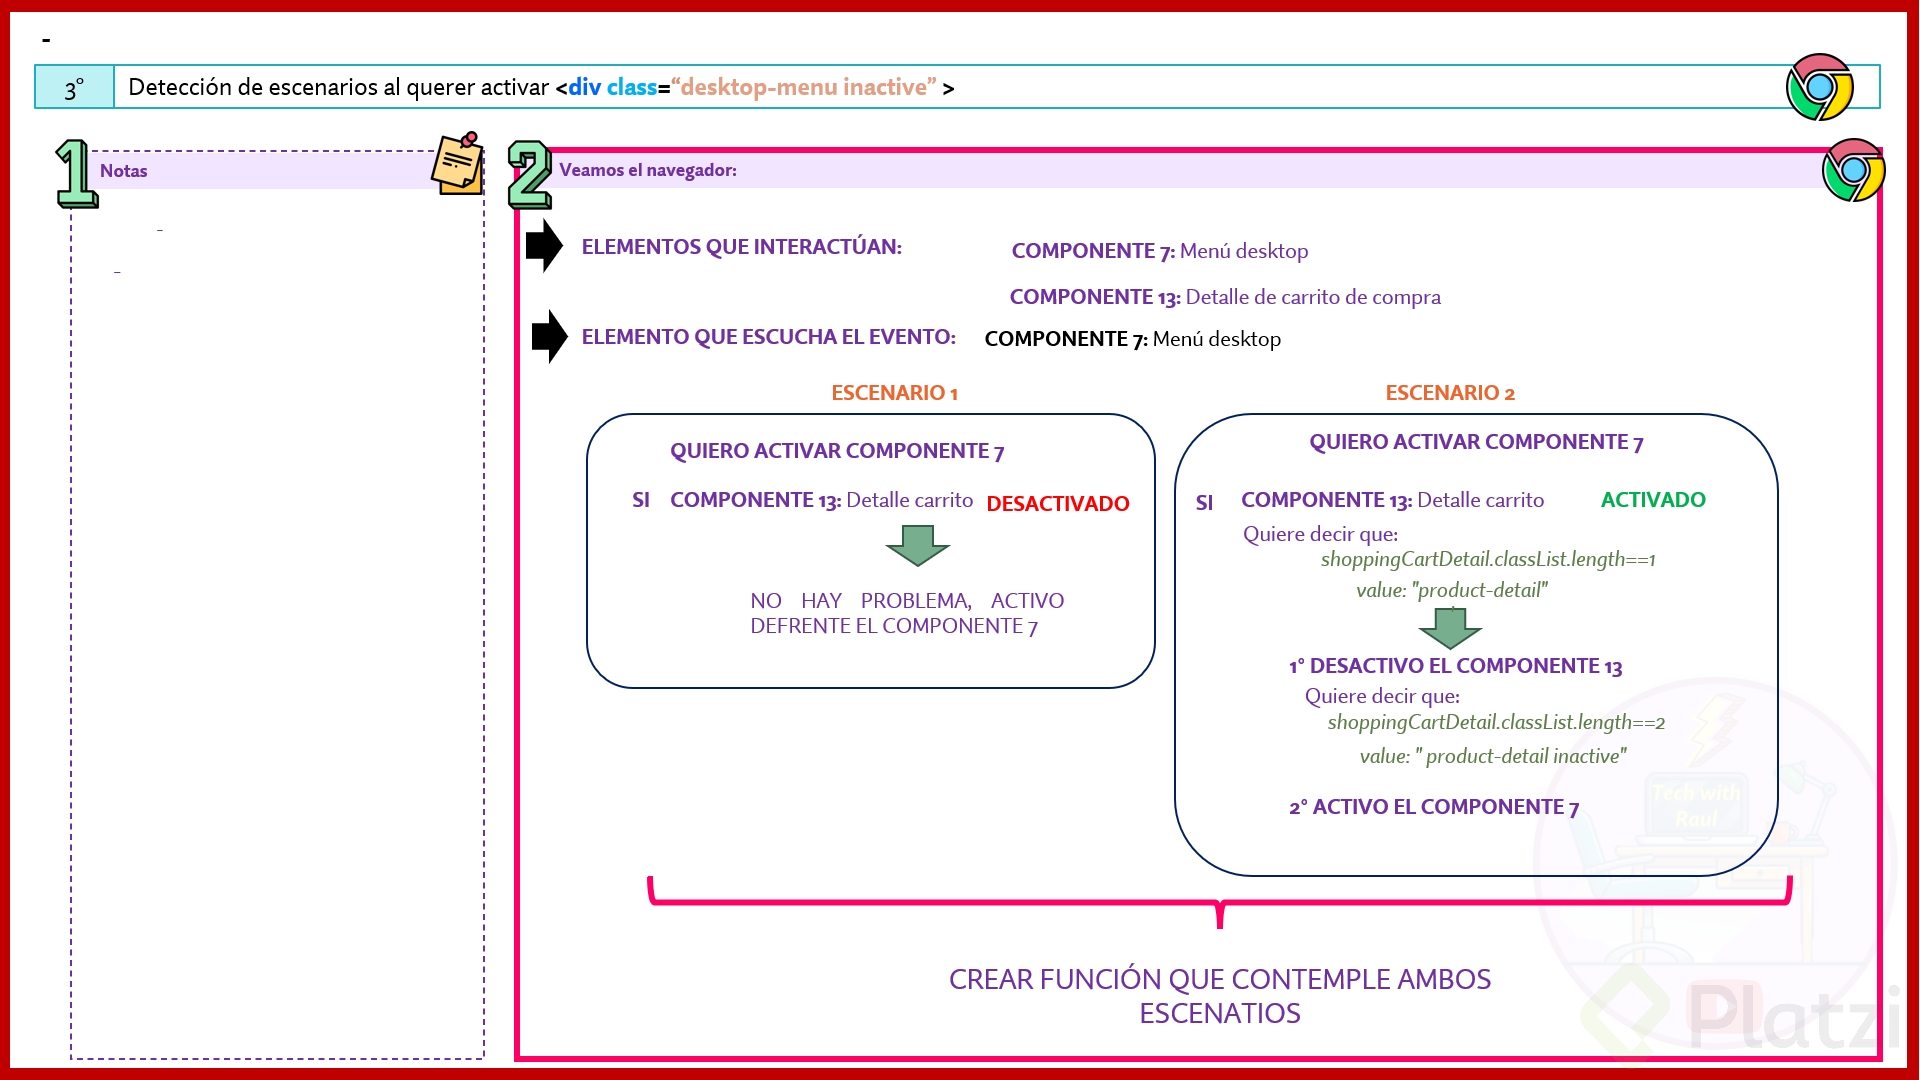 -
3° Detección de escenarios al querer activar <div class=“desktop-menu inactive” >
1 Notas
-
-
2 Veamos el navegador:
ELEMENTOS QUE INTERACTÚAN: COMPONENTE 7: Menú desktop
COMPONENTE 13: Detalle de carrito de compra
ELEMENTO QUE ESCUCHA EL EVENTO: COMPONENTE 7: Menú desktop
ESCENARIO 1
QUIERO ACTIVAR COMPONENTE 7
SI COMPONENTE 13: Detalle carrito DESACTIVADO
NO HAY PROBLEMA, ACTIVO
DEFRENTE EL COMPONENTE 7
ESCENARIO 2
QUIERO ACTIVAR COMPONENTE 7
SI COMPONENTE 13: Detalle carrito ACTIVADO
Quiere decir que:
shoppingCartDetail.classList.length==1
value: "product-detail"
1° DESACTIVO EL COMPONENTE 13
Quiere decir que:
shoppingCartDetail.classList.length==2
value: " product-detail inactive"
2° ACTIVO EL COMPONENTE 7
CREAR FUNCIÓN QUE CONTEMPLE AMBOS
ESCENATIOS
Tech with
Raul
Platzi